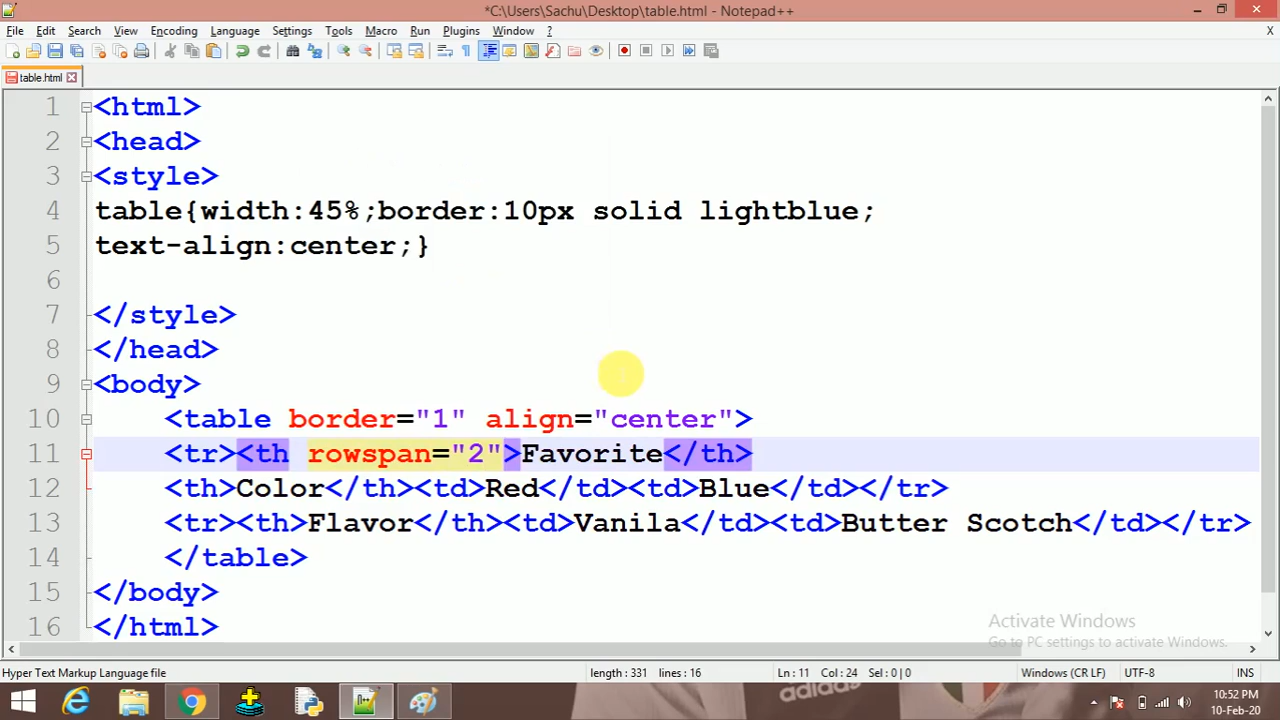 *C:\Users\Sachu\Desktop\table.html - Notepad++
File Edit Search View Encoding Language Settings Tools Macro Run Plugins Window ? X
table.html
1 <html>
2 <head>
3 <style>
4 table{width:45%;border:10px solid lightblue;
5 text-align:center;}
6
7 </style>
8 </head>
9 <body>
10 <table border="1" align="center">
11 <tr><th rowspan="2">Favorite</th>
12 <th>Color</th><td>Red</td><td>Blue</td></tr>
13 <tr><th>Flavor</th><td>Vanila</td><td>Butter Scotch</td></tr>
14 </table>
15 </body>
16 </html>
Activate Windows
Go to PC settings to activate Windows.
Hyper Text Markup Language file length : 331 lines : 16 Ln : 11 Col : 24 Sel : 0 | 0 Windows (CR LF) UTF-8 INS
adidas
10:52 PM
10-Feb-20